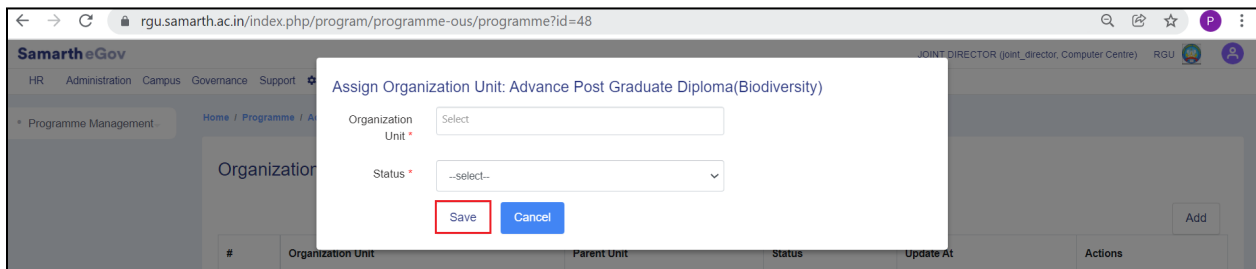 rgu.samarth.ac.in/index.php/program/programme-ous/programme?id=48
P
Samarth eGov
JOINT DIRECTOR (joint_director, Computer Centre) RGU
HR Administration Campus Governance Support
Assign Organization Unit: Advance Post Graduate Diploma(Biodiversity)
Programme Management
Home / Programme / A
Organization Unit *
Select
Organization
Status *
--select--
Save Cancel
Add
# Organization Unit Parent Unit Status Update At Actions